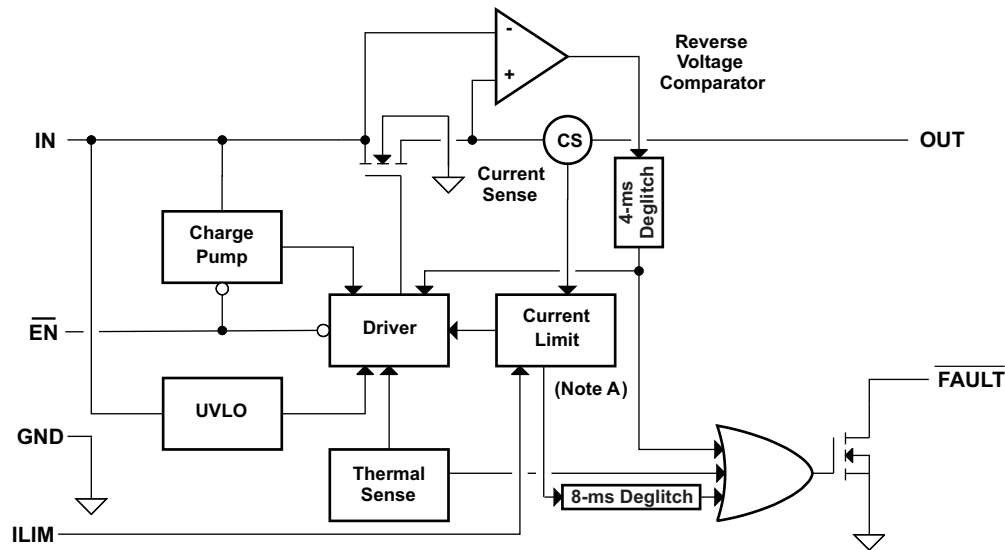 -
+
Reverse
Voltage
Comparator
IN
CS
OUT
Current
Sense
4-ms
Deglitch
Charge
Pump
EN
Driver
Current
Limit
(Note A)
FAULT
UVLO
GND
Thermal
Sense
8-ms Deglitch
ILIM